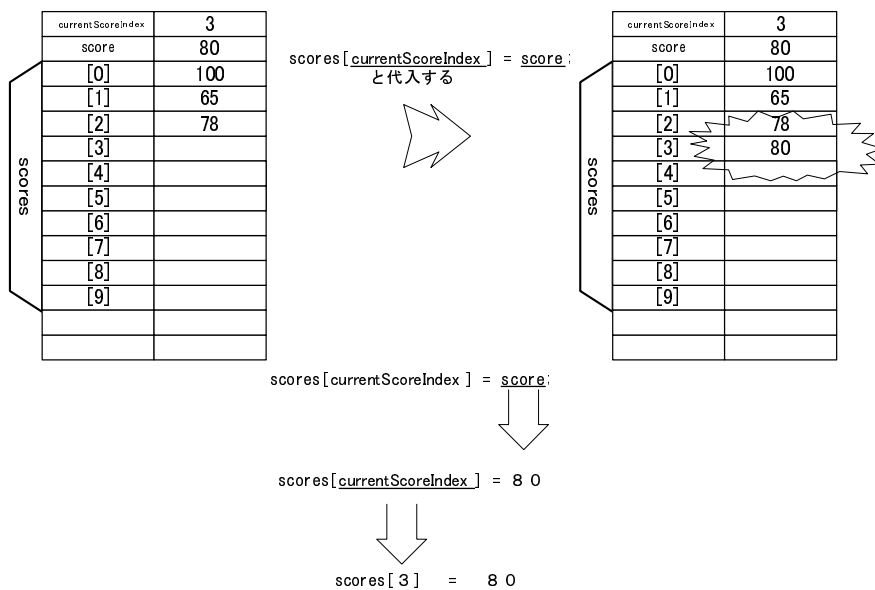 currentScoreIndex 3
score 80
[0] 100
[1] 65
[2] 78
[3]
[4]
[5]
[6]
[7]
[8]
[9]
scores
scores[currentScoreIndex ] = score;
と代入する
currentScoreIndex 3
score 80
[0] 100
[1] 65
[2] 78
[3] 80
[4]
[5]
[6]
[7]
[8]
[9]
scores
scores[currentScoreIndex ] = score;
scores[currentScoreIndex ] = ８０
scores[３] = ８０